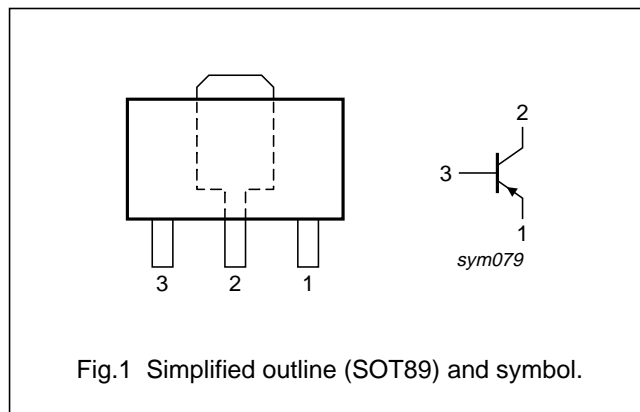 2
3
1
sym079
3 2 1
Fig.1 Simplified outline (SOT89) and symbol.